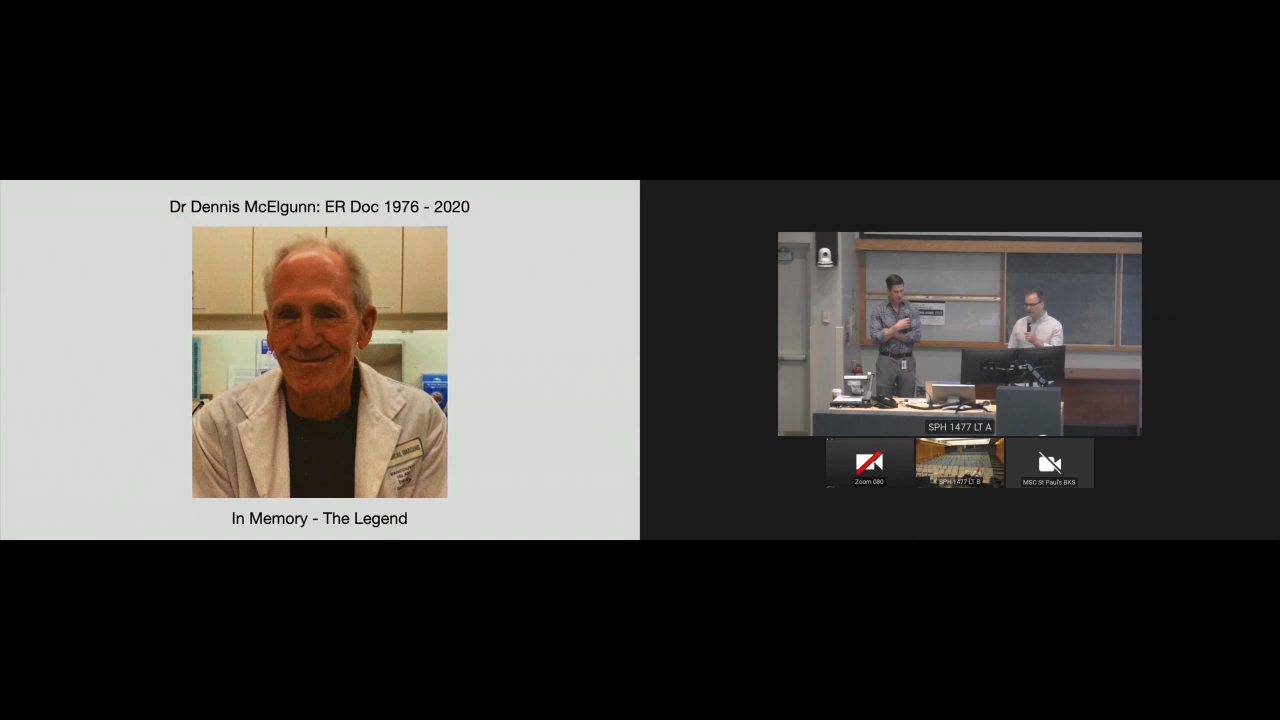 Dr Dennis McElgunn: ER Doc 1976 - 2020
In Memory - The Legend
SPH 1477 LT A
Zoom 080
SPH 1477 LT B
MSC St Paul's BKS